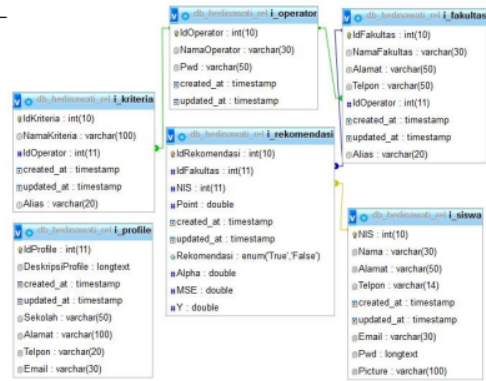 db_herlinawati_rel i_operator
IdOperator : int(10)
NamaOperator : varchar(30)
Pwd : varchar(50)
created_at : timestamp
updated_at : timestamp
db_herlinawati_rel i_fakultas
IdFakultas : int(10)
NamaFakultas : varchar(30)
Alamat : varchar(50)
Telpon : varchar(50)
IdOperator : int(11)
created_at : timestamp
updated_at : timestamp
Alias : varchar(20)
db_herlinawati_rel i_kriteria
IdKriteria : int(10)
NamaKriteria : varchar(100)
IdOperator : int(11)
created_at : timestamp
updated_at : timestamp
Alias : varchar(20)
db_herlinawati_rel i_rekomendasi
IdRekomendasi : int(10)
IdFakultas : int(11)
NIS : int(11)
Point : double
created_at : timestamp
updated_at : timestamp
Rekomendasi : enum('True','False')
Alpha : double
MSE : double
Y : double
db_herlinawati_rel i_profile
IdProfile : int(11)
DeskripsiProfile : longtext
created_at : timestamp
updated_at : timestamp
Sekolah : varchar(50)
Alamat : varchar(100)
Telpon : varchar(20)
Email : varchar(30)
db_herlinawati_rel i_siswa
NIS : int(10)
Nama : varchar(30)
Alamat : varchar(50)
Telpon : varchar(14)
created_at : timestamp
updated_at : timestamp
Email : varchar(30)
Pwd : longtext
Picture : varchar(100)